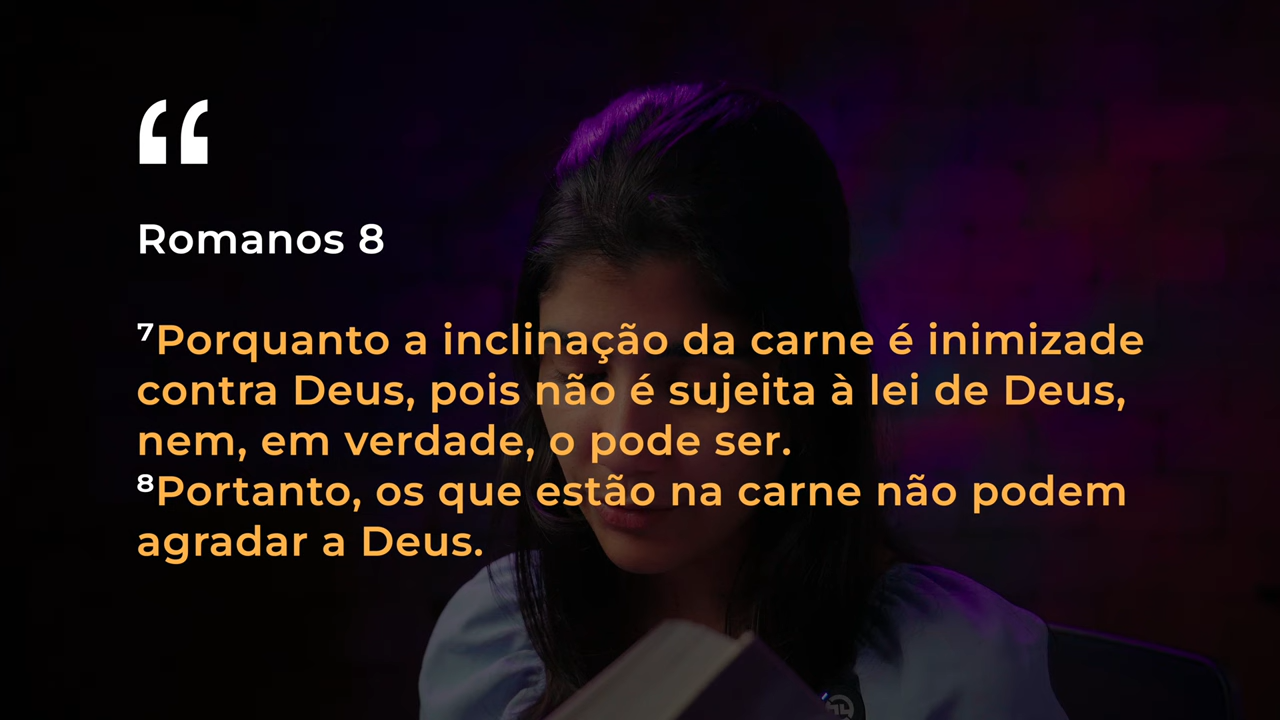 “
Romanos 8
⁷Porquanto a inclinação da carne é inimizade
contra Deus, pois não é sujeita à lei de Deus,
nem, em verdade, o pode ser.
⁸Portanto, os que estão na carne não podem
agradar a Deus.